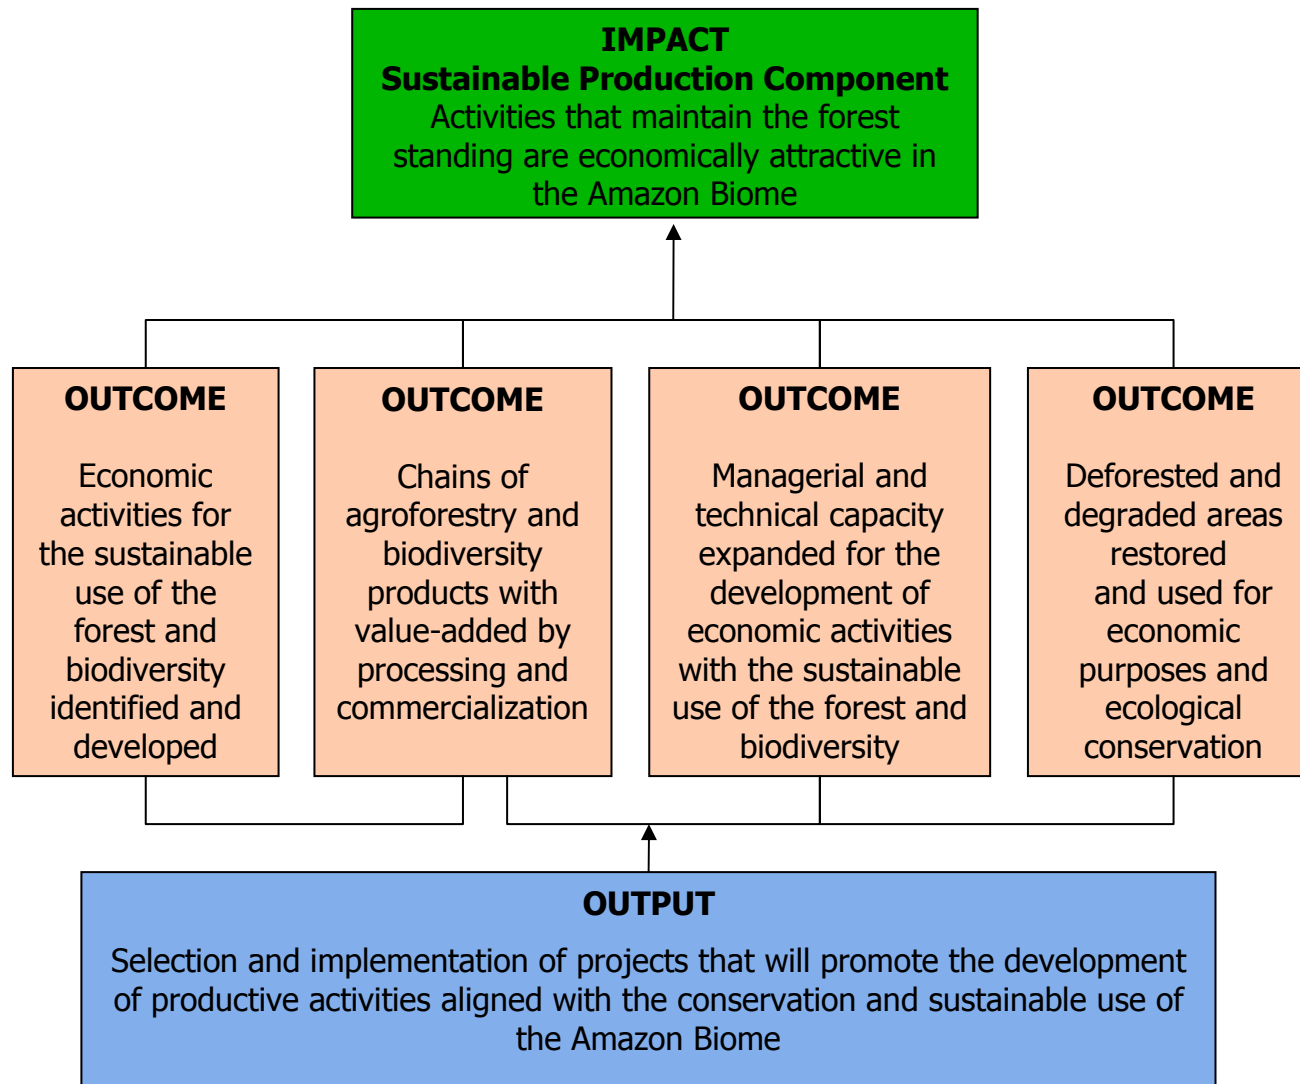 IMPACT
Sustainable Production Component
Activities that maintain the forest
standing are economically attractive in
the Amazon Biome
OUTCOME
Economic
activities for
the sustainable
use of the
forest and
biodiversity
identified and
developed
OUTCOME
Chains of
agroforestry and
biodiversity
products with
value-added by
processing and
commercialization
OUTCOME
Managerial and
technical capacity
expanded for the
development of
economic activities
with the sustainable
use of the forest and
biodiversity
OUTCOME
Deforested and
degraded areas
restored
and used for
economic
purposes and
ecological
conservation
OUTPUT
Selection and implementation of projects that will promote the development
of productive activities aligned with the conservation and sustainable use of
the Amazon Biome